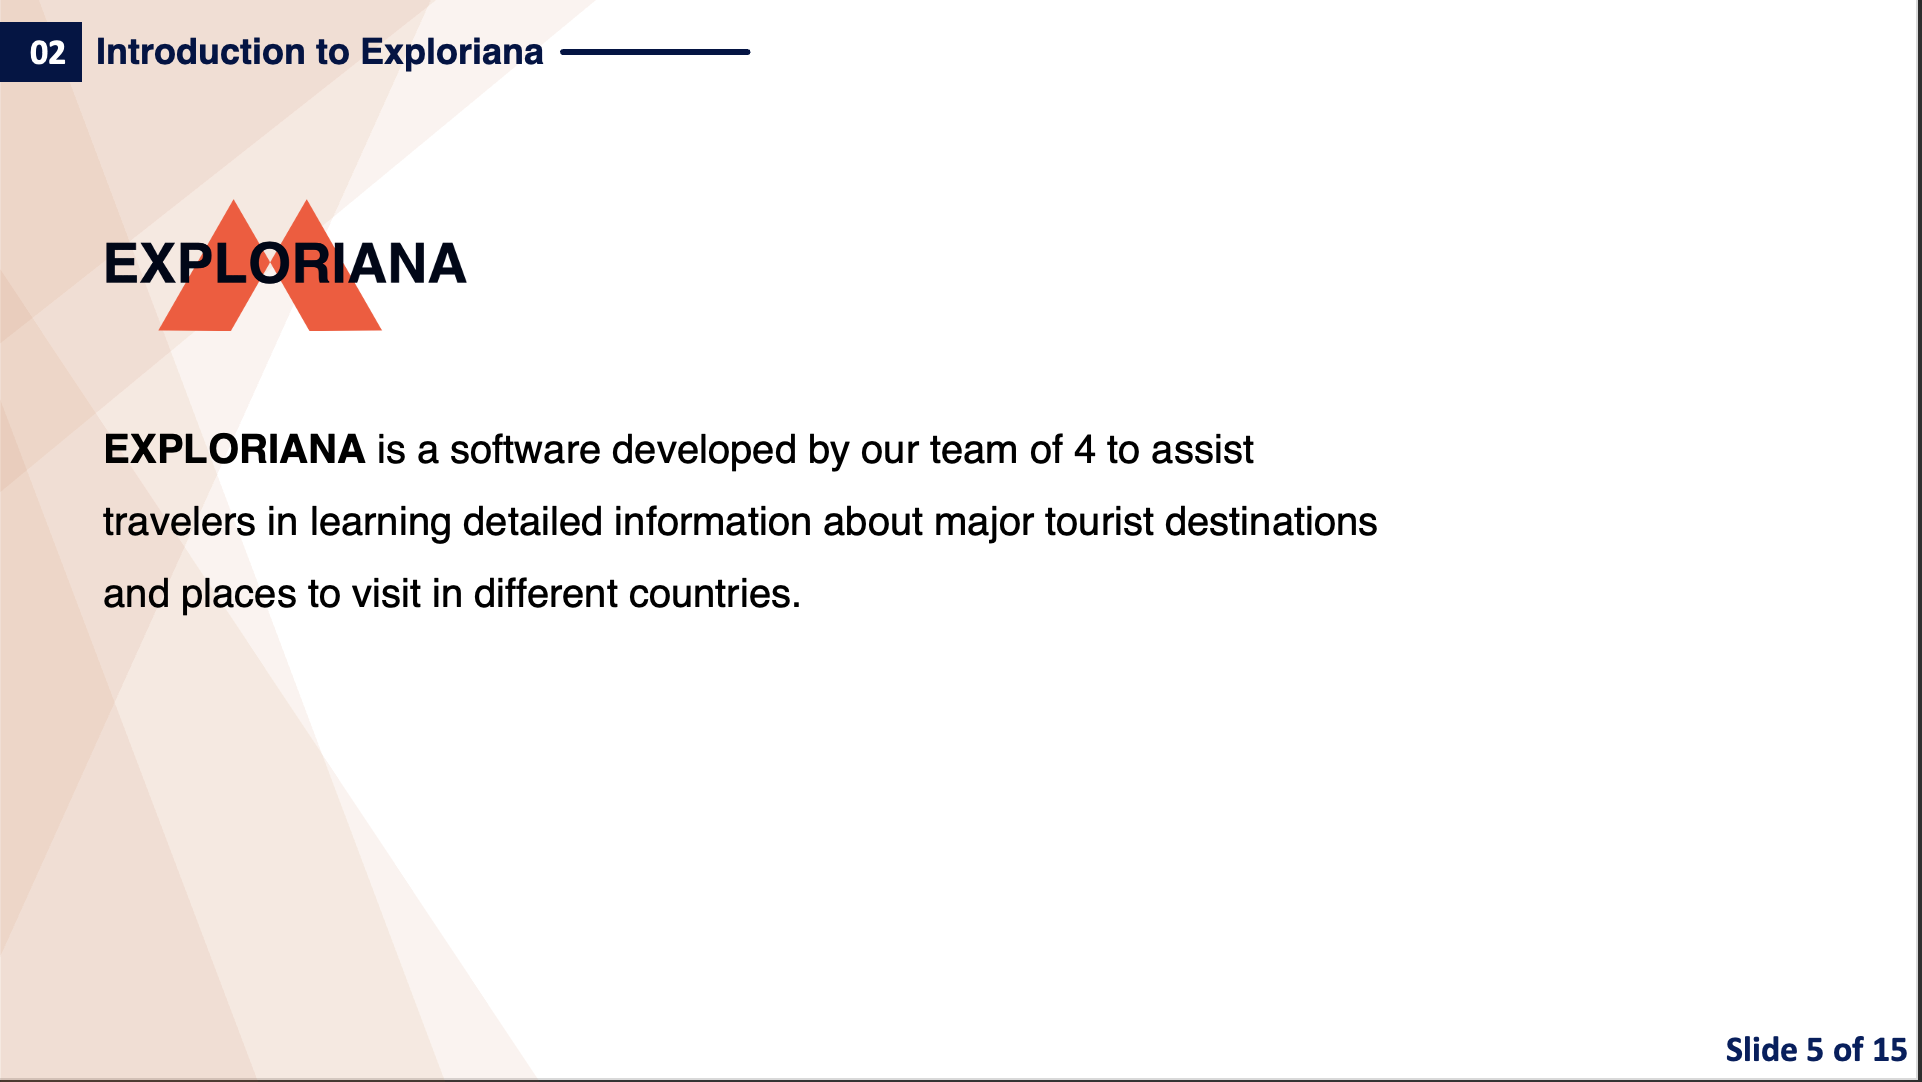 02 Introduction to Exploriana
EXPLORIANA
EXPLORIANA is a software developed by our team of 4 to assist
travelers in learning detailed information about major tourist destinations
and places to visit in different countries.
Slide 5 of 15